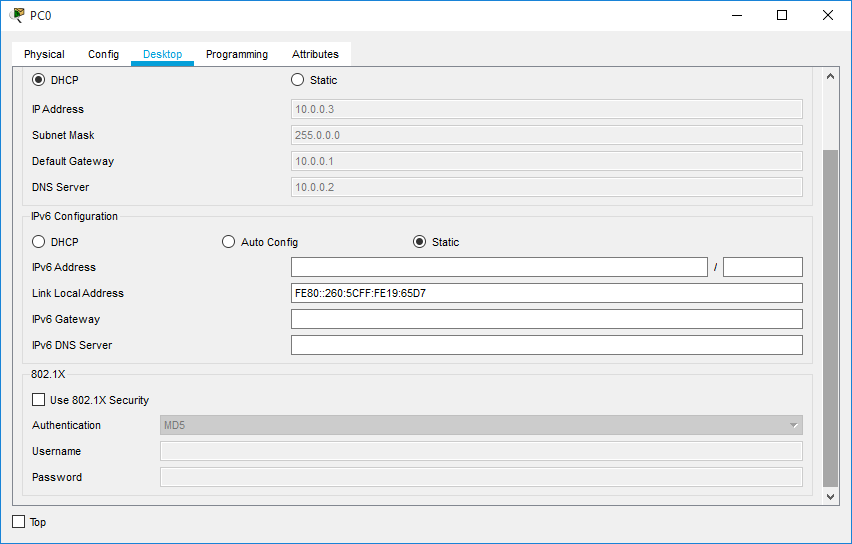 PC0
Physical Config Desktop Programming Attributes
DHCP Static
IP Address 10.0.0.3
Subnet Mask 255.0.0.0
Default Gateway 10.0.0.1
DNS Server 10.0.0.2
IPv6 Configuration
DHCP Auto Config Static
IPv6 Address /
Link Local Address FE80::260:5CFF:FE19:65D7
IPv6 Gateway
IPv6 DNS Server
802.1X
Use 802.1X Security
Authentication MD5
Username
Password
Top